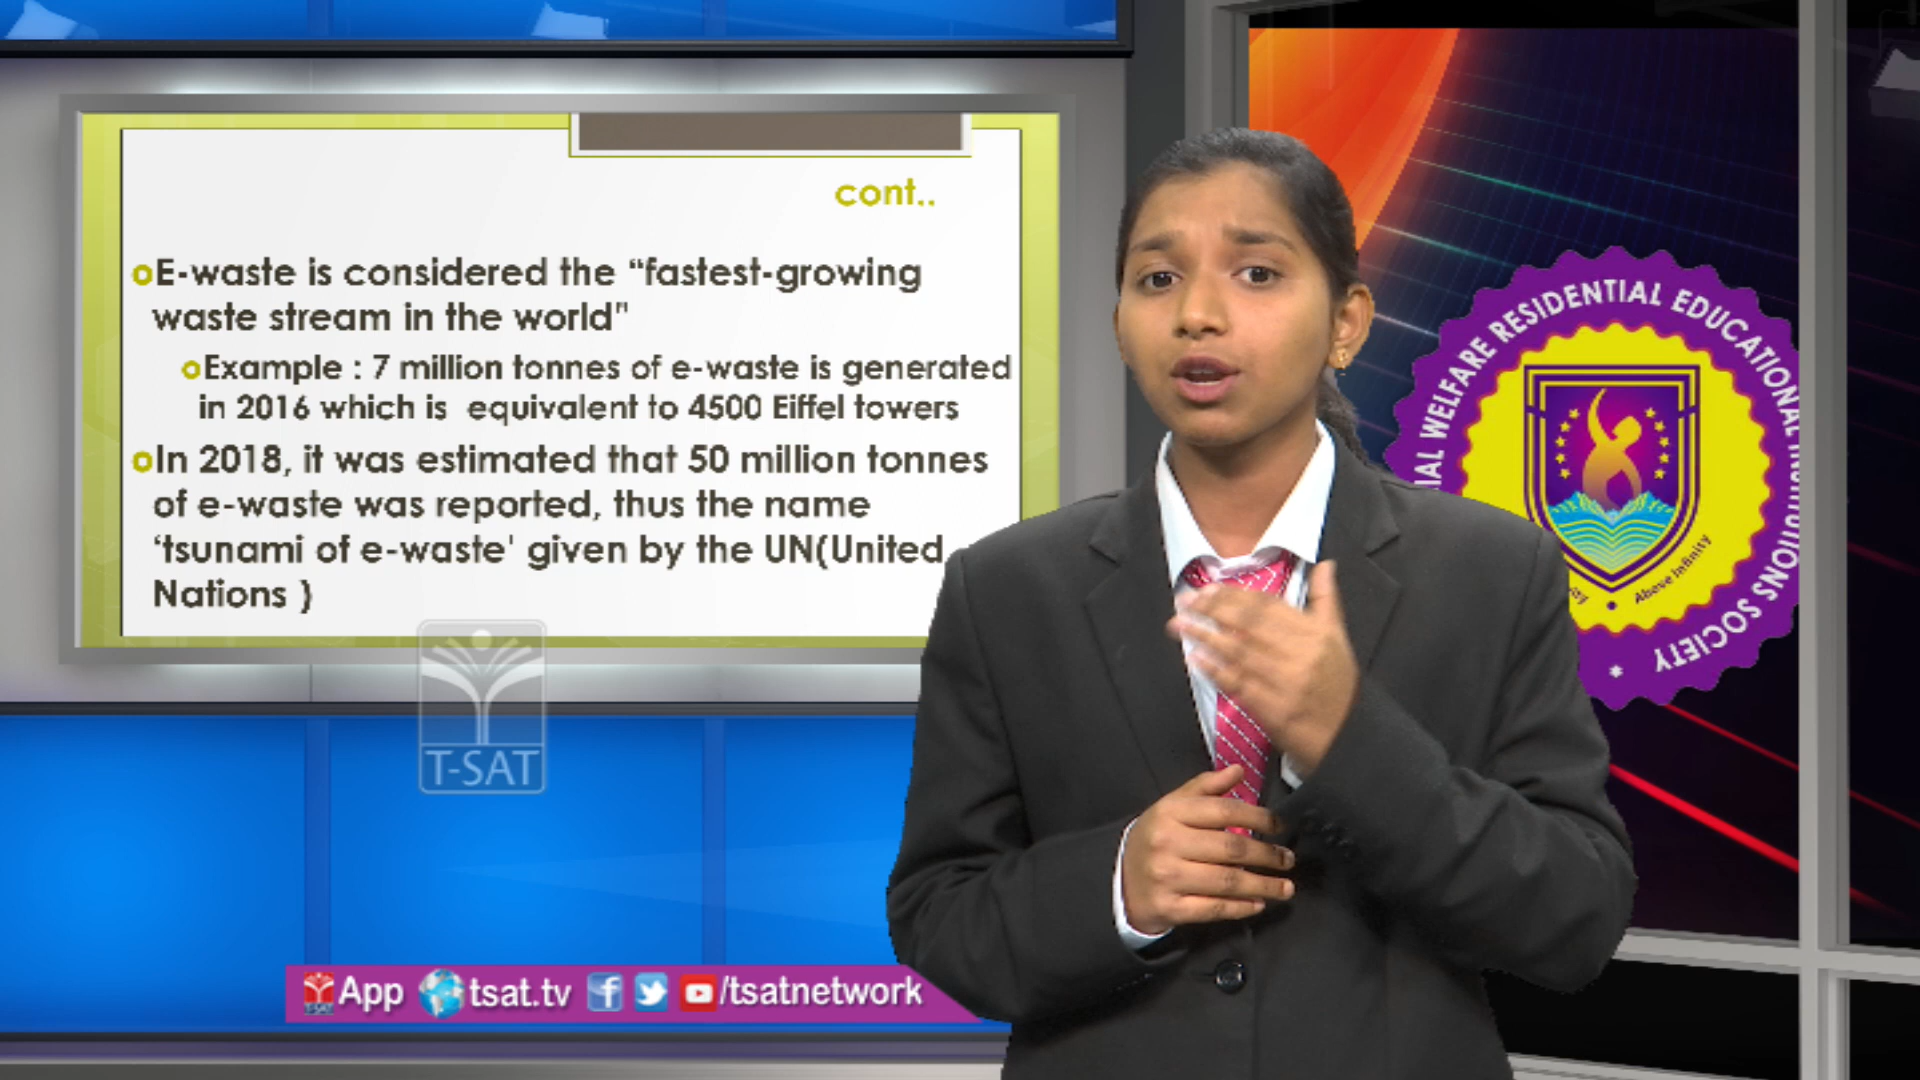 cont..
E-waste is considered the “fastest-growing
waste stream in the world"
Example : 7 million tonnes of e-waste is generated
in 2016 which is equivalent to 4500 Eiffel towers
In 2018, it was estimated that 50 million tonnes
of e-waste was reported, thus the name
‘tsunami of e-waste' given by the UN(United
Nations )
T-SAT
App tsat.tv /tsatnetwork
WELFARE RESIDENTIAL EDUCATIONAL
SOCIETY
Above Infinity